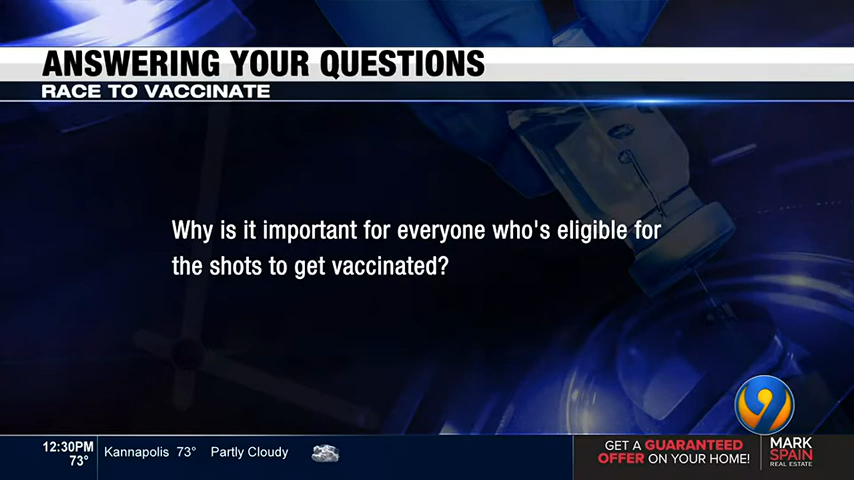 ANSWERING YOUR QUESTIONS
RACE TO VACCINATE
Why is it important for everyone who's eligible for
the shots to get vaccinated?
9
12:30PM
73°
Kannapolis 73° Partly Cloudy
GET A GUARANTEED
OFFER ON YOUR HOME!
MARK
SPAIN
REAL ESTATE